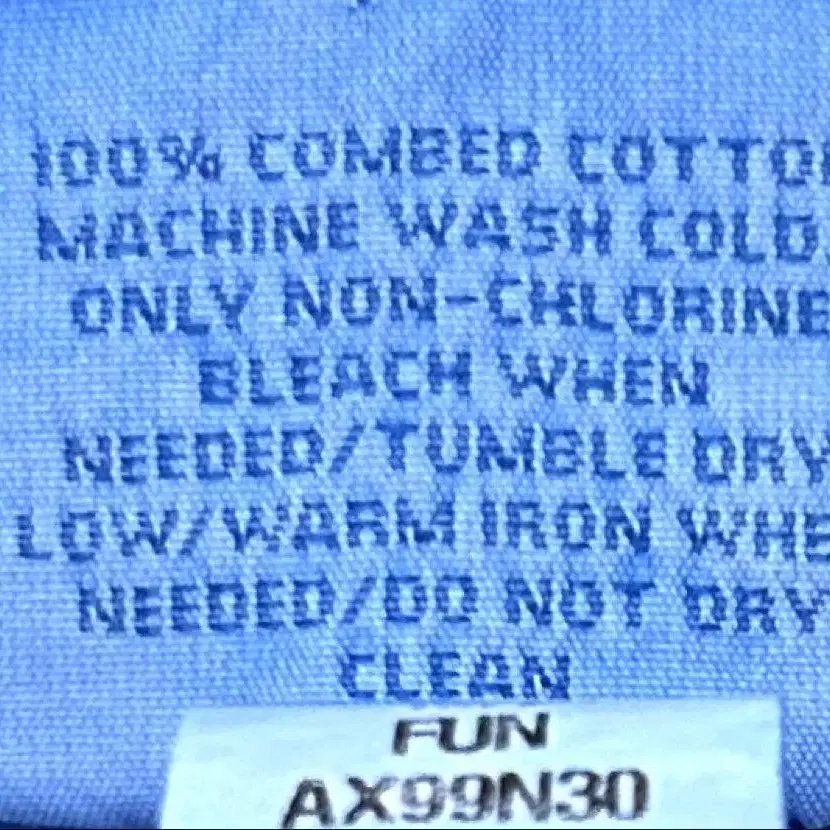 100% COMBED COTTO
MACHINE WASH COLD.
ONLY NON-CHLORINE
BLEACH WHEN
NEEDED/TUMBLE DRY
LOW/WARM IRON WHE
NEEDED/DO NOT DRY
CLEAN
FUN
AX99N30